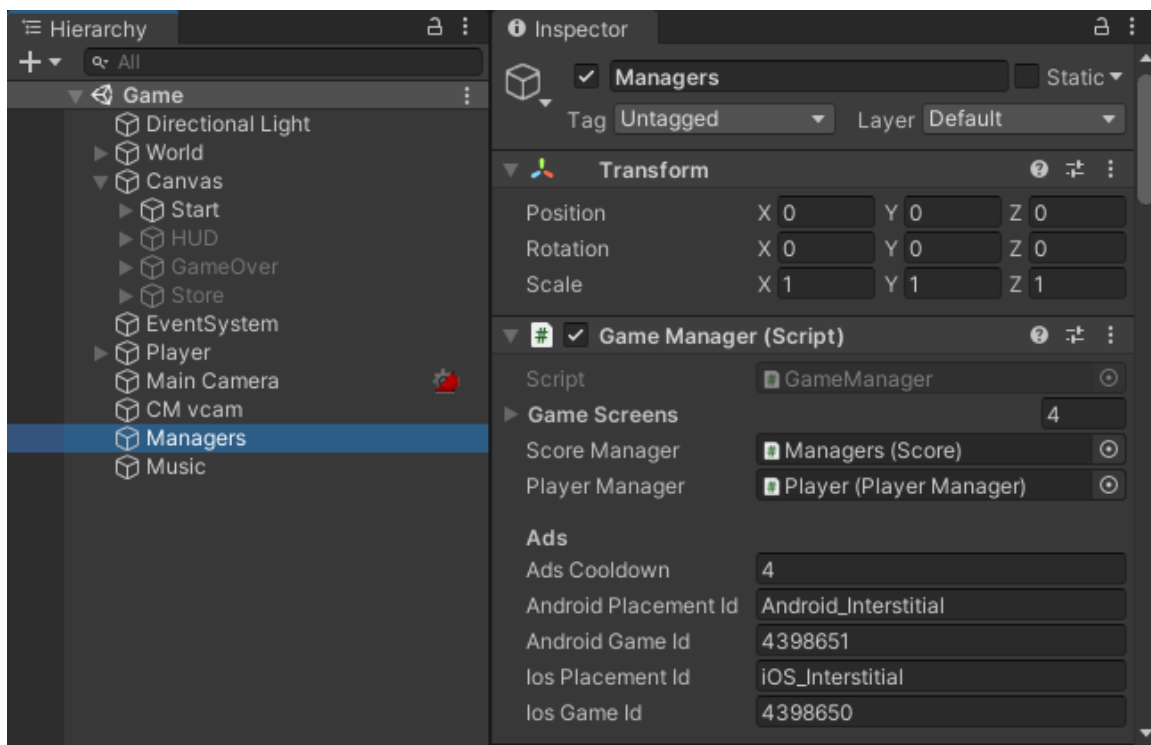 Hierarchy
All
Game
Directional Light
World
Canvas
Start
HUD
GameOver
Store
EventSystem
Player
Main Camera
CM vcam
Managers
Music
Inspector
Managers Static
Tag Untagged Layer Default
Transform
Position X 0 Y 0 Z 0
Rotation X 0 Y 0 Z 0
Scale X 1 Y 1 Z 1
# Game Manager (Script)
Script # GameManager
Game Screens 4
Score Manager # Managers (Score)
Player Manager # Player (Player Manager)
Ads
Ads Cooldown 4
Android Placement Id Android_Interstitial
Android Game Id 4398651
Ios Placement Id iOS_Interstitial
Ios Game Id 4398650